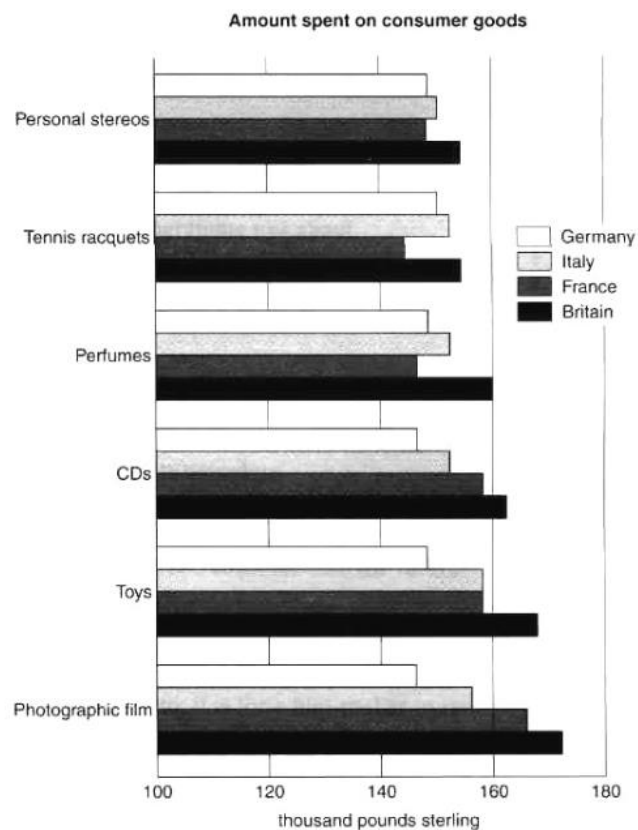 Amount spent on consumer goods
Personal stereos
Tennis racquets
Perfumes
CDs
Toys
Photographic film
Germany
Italy
France
Britain
100 120 140 160 180
thousand pounds sterling